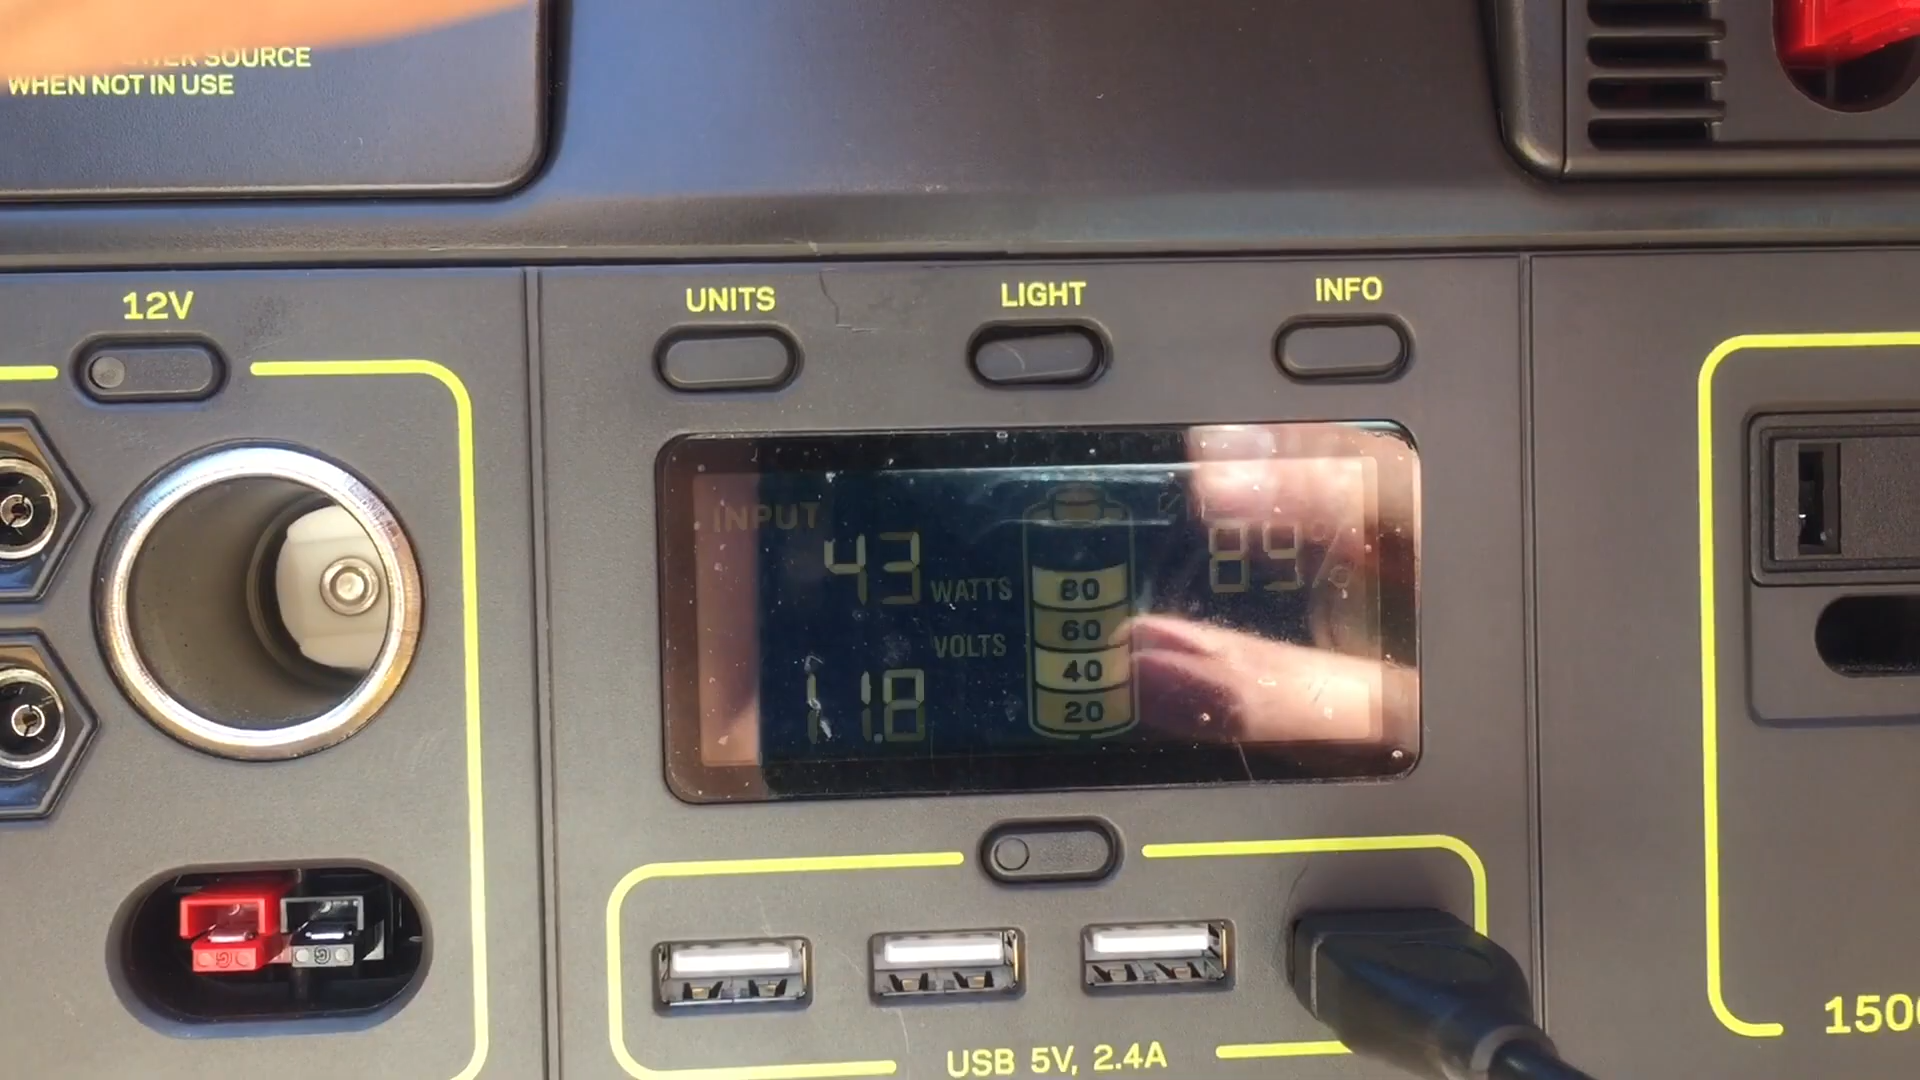 POWER SOURCE
WHEN NOT IN USE
12V
UNITS
LIGHT
INFO
INPUT
43 WATTS
VOLTS
11.8
89%
80
60
40
20
USB 5V, 2.4A